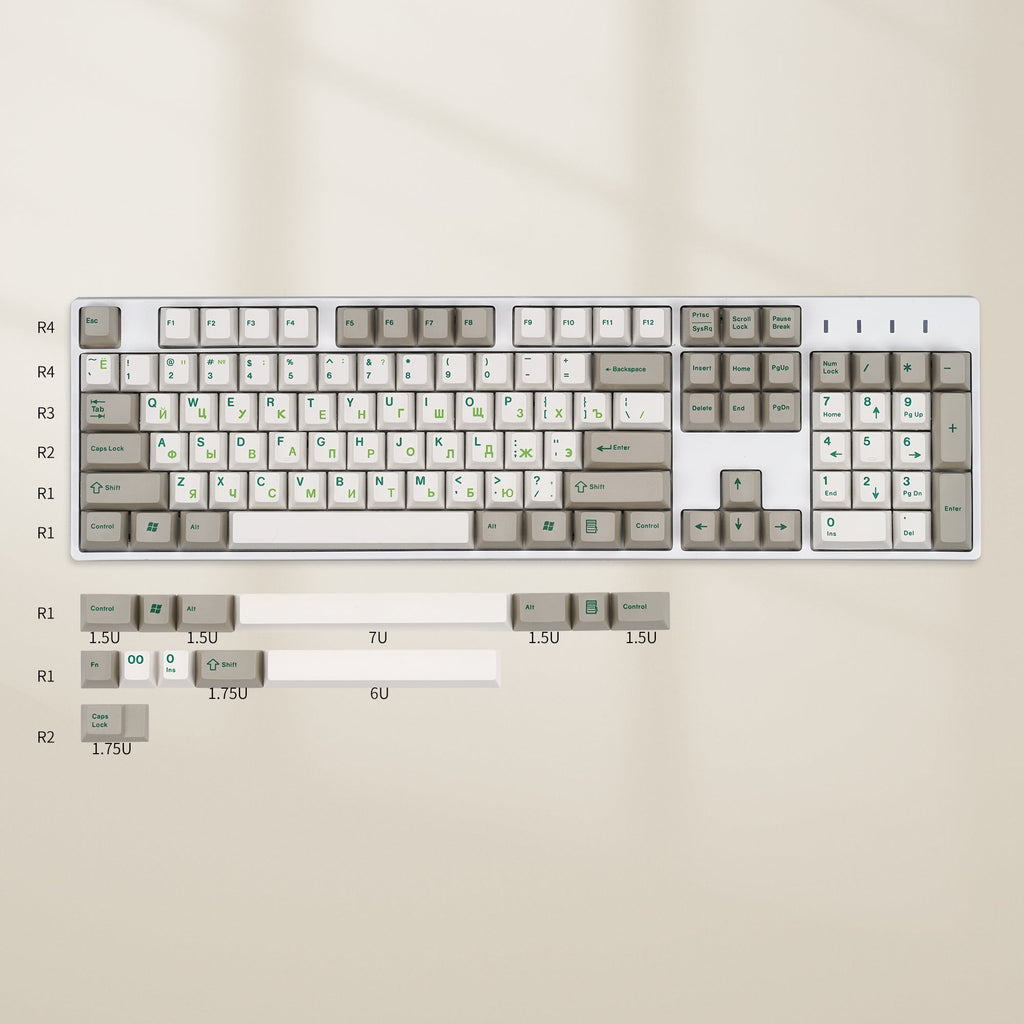 R4 Esc F1 F2 F3 F4 F5 F6 F7 F8 F9 F10 F11 F12 Prtsc SysRq Scroll Lock Pause Break
R4 ~ ` Ё ! 1 @ " 2 # № 3 $ ; 4 % : 5 ^ : 6 & ? 7 * 8 ( 9 ) 0 _ - + = ←Backspace Insert Home PgUp Num Lock / * −
R3 Tab Q Й W Ц E У R К T Е Y Н U Г I Ш O Щ P З { [ Х } ] Ъ | \ / Delete End PgDn 7 Home 8 ↑ 9 Pg Up +
R2 Caps Lock A Ф S Ы D В F А G П H Р J О K Л L Д : ; Ж " ' Э Enter 4 ← 5 6 →
R1 ⇧ Shift Z Я X Ч C С V М B И N Т M Ь < , Б > . Ю ? / . ⇧ Shift ↑ 1 End 2 ↓ 3 Pg Dn
R1 Control Alt Alt Control ← ↓ → 0 Ins . Del Enter
R1 Control Alt Alt Control
1.5U 1.5U 7U 1.5U 1.5U
R1 Fn 00 0 Ins ⇧ Shift
1.75U 6U
R2 Caps Lock
1.75U